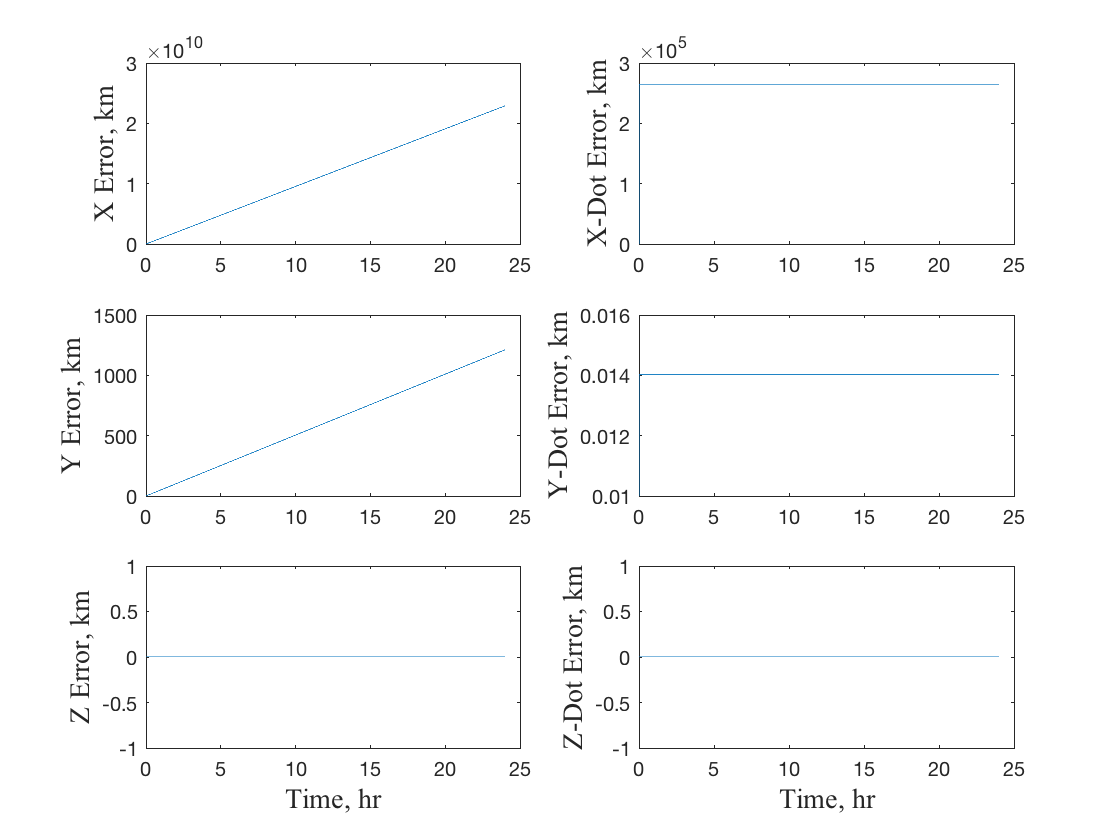 ×10^10
X Error, km
3
2
1
0
0 5 10 15 20 25
×10^5
X-Dot Error, km
3
2
1
0
0 5 10 15 20 25
Y Error, km
1500
1000
500
0
0 5 10 15 20 25
Y-Dot Error, km
0.016
0.014
0.012
0.01
0 5 10 15 20 25
Z Error, km
1
0.5
0
-0.5
-1
0 5 10 15 20 25
Time, hr
Z-Dot Error, km
1
0.5
0
-0.5
-1
0 5 10 15 20 25
Time, hr